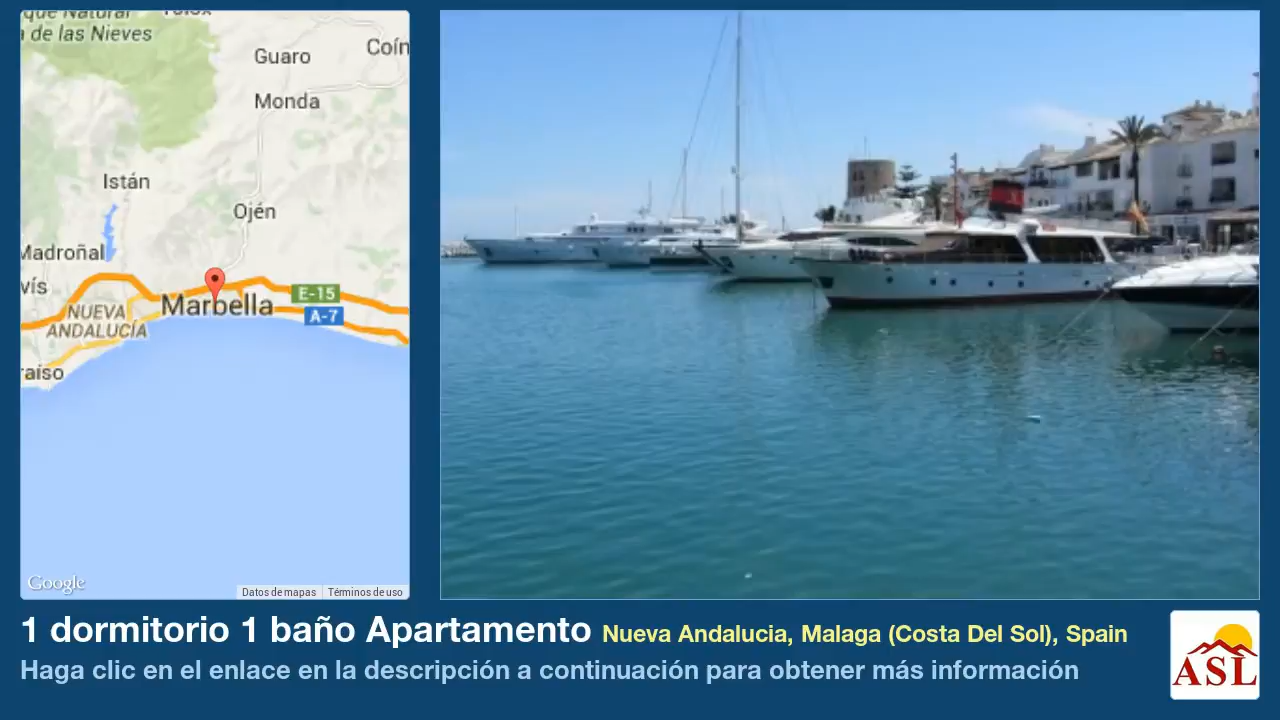 que Natural
a de las Nieves
Guaro
Coín
Monda
Istán
Ojén
Madroñal
E-15
Marbella
NUEVA
ANDALUCÍA
A-7
Google
Datos de mapas
Términos de uso
1 dormitorio 1 baño Apartamento Nueva Andalucia, Malaga (Costa Del Sol), Spain
Haga clic en el enlace en la descripción a continuación para obtener más información
ASL